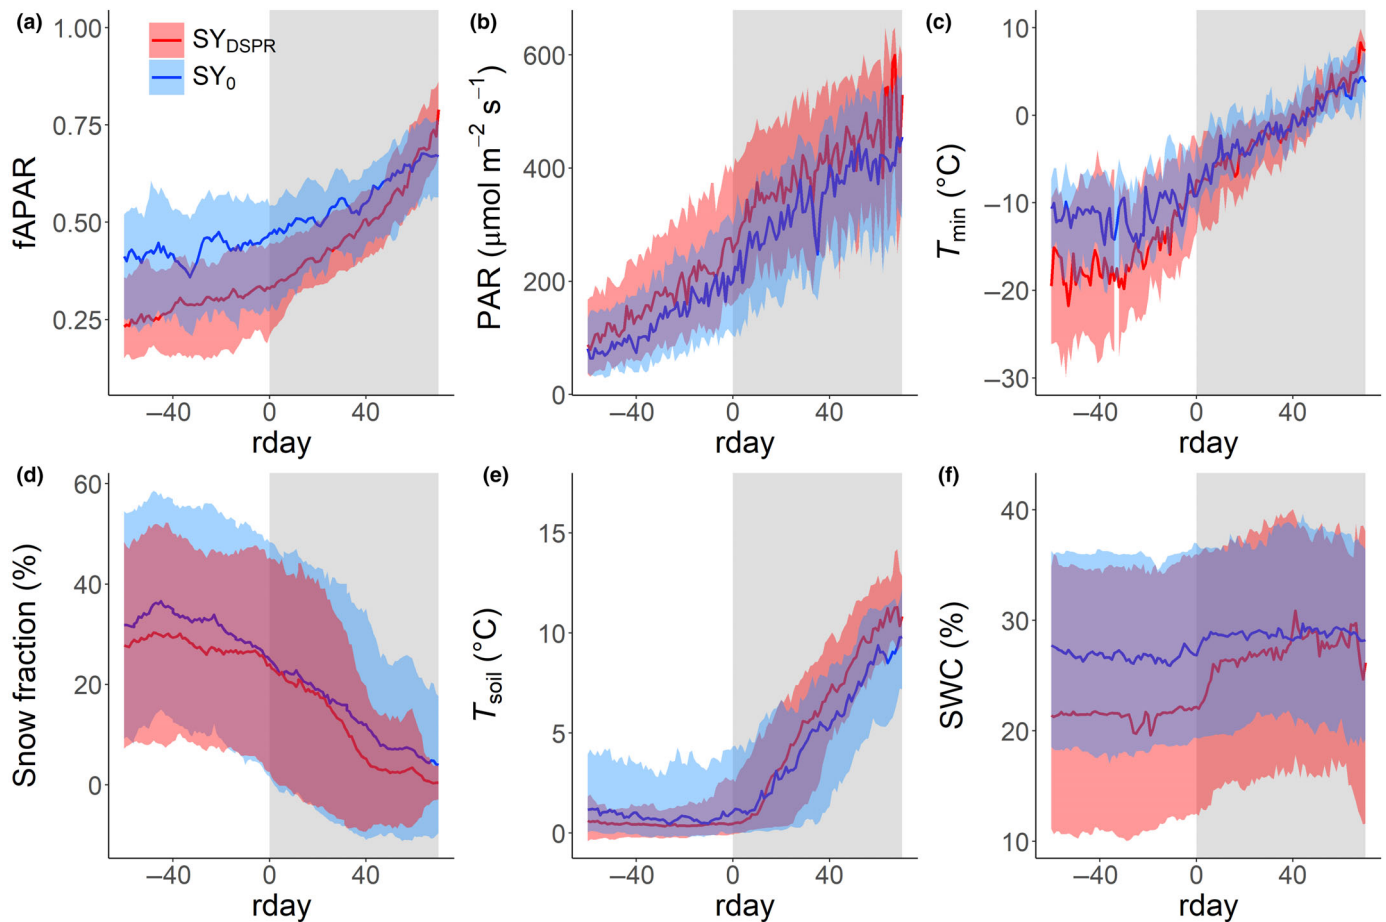 (a)
1.00
0.75
0.50
0.25
fAPAR
SY_DSPR
SY_0
−40 0 40
rday
(b)
600
400
200
0
PAR (μmol m⁻² s⁻¹)
−40 0 40
rday
(c)
10
0
−10
−20
−30
T_min (°C)
−40 0 40
rday
(d)
60
40
20
0
Snow fraction (%)
−40 0 40
rday
(e)
15
10
5
0
T_soil (°C)
−40 0 40
rday
(f)
40
30
20
10
SWC (%)
−40 0 40
rday